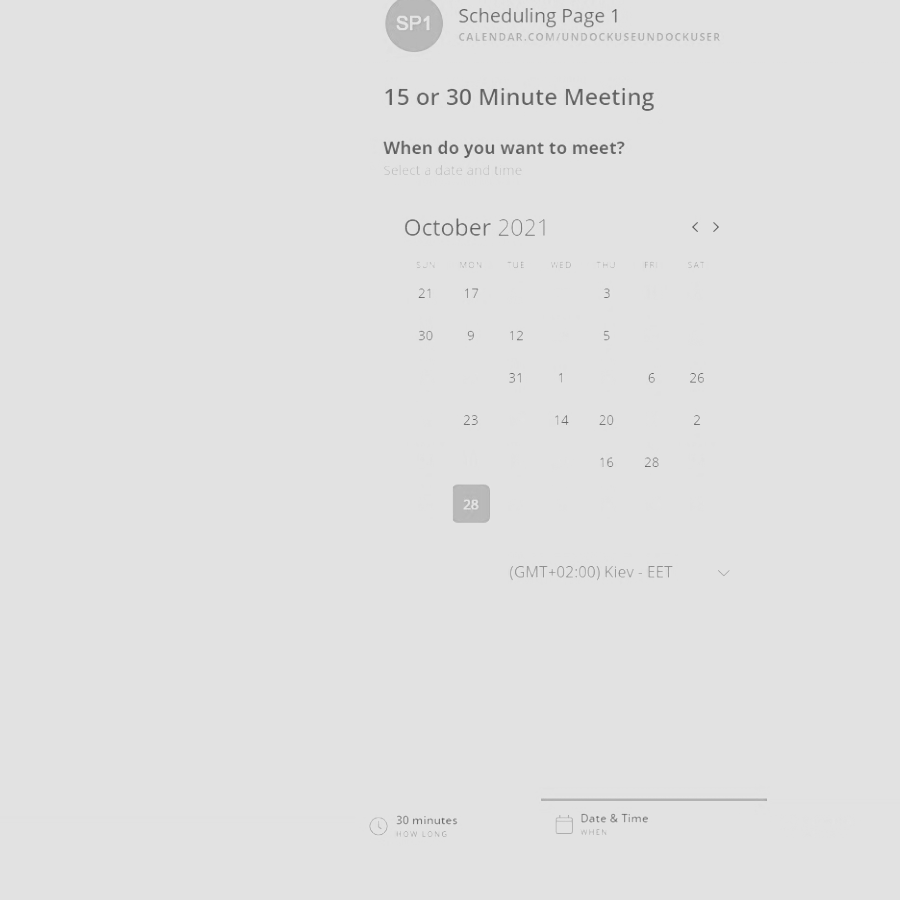 SP1
Scheduling Page 1
CALENDAR.COM/UNDOCKUSEUNDOCKUSER
15 or 30 Minute Meeting
When do you want to meet?
Select a date and time
October 2021
SUN MON TUE WED THU FRI SAT
21 17 3
30 9 12 5
31 1 6 26
23 14 20 2
16 28
28
(GMT+02:00) Kiev - EET
30 minutes
HOW LONG
Date & Time
WHEN